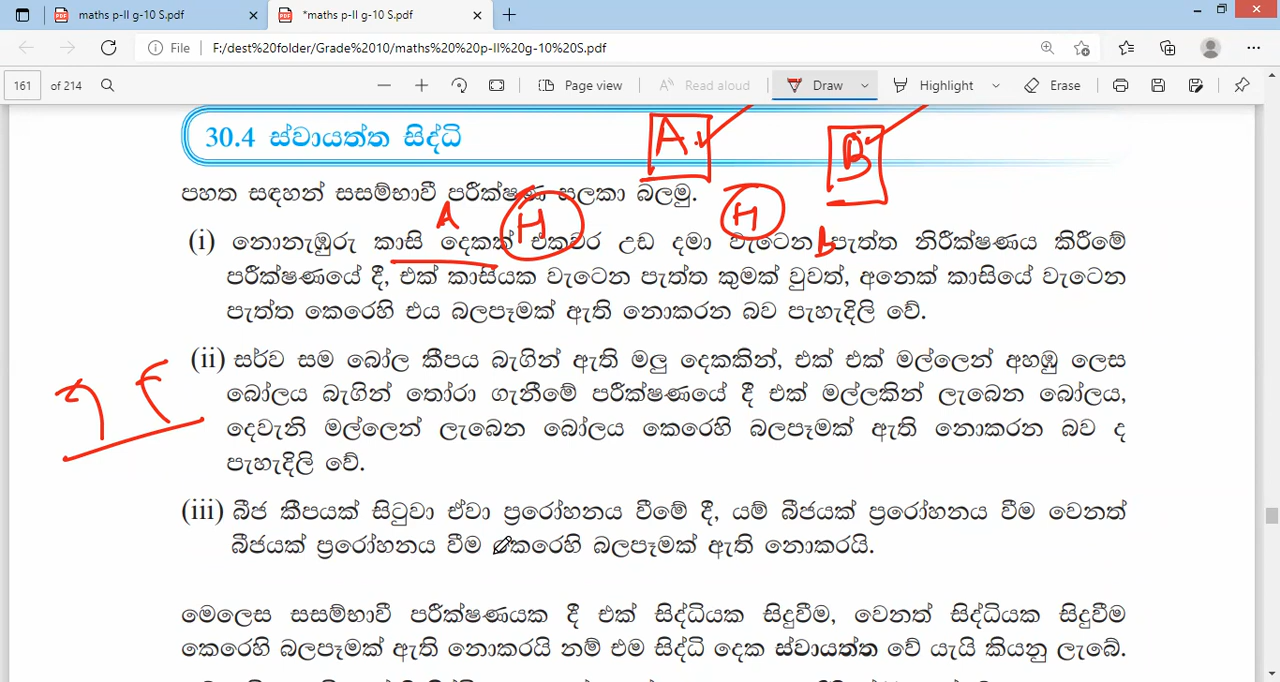 maths p-II g-10 S.pdf
*maths p-II g-10 S.pdf
File F:/dest%20folder/Grade%2010/maths%20%20p-II%20g-10%20S.pdf
161 of 214 Page view Read aloud Draw Highlight Erase
30.4 ස්වායත්ත සිද්ධි
A B
පහත සඳහන් සසම්භාවී පරීක්ෂණ සලකා බලමු.
A H H B
(i) නොනැඹුරු කාසි දෙකක් එකවර උඩ දමා වැටෙන පැත්ත නිරීක්ෂණය කිරීමේ
පරීක්ෂණයේ දී, එක් කාසියක වැටෙන පැත්ත කුමක් වුවත්, අනෙක් කාසියේ වැටෙන
පැත්ත කෙරෙහි එය බලපෑමක් ඇති නොකරන බව පැහැදිලි වේ.
(ii) සර්ව සම බෝල කීපය බැගින් ඇති මලු දෙකකින්, එක් එක් මල්ලෙන් අහඹු ලෙස
බෝලය බැගින් තෝරා ගැනීමේ පරීක්ෂණයේ දී එක් මල්ලකින් ලැබෙන බෝලය,
දෙවැනි මල්ලෙන් ලැබෙන බෝලය කෙරෙහි බලපෑමක් ඇති නොකරන බව ද
පැහැදිලි වේ.
(iii) බීජ කීපයක් සිටුවා ඒවා ප්‍රරෝහනය වීමේ දී, යම් බීජයක් ප්‍රරෝහනය වීම වෙනත්
බීජයක් ප්‍රරෝහනය වීම කෙරෙහි බලපෑමක් ඇති නොකරයි.
මෙලෙස සසම්භාවී පරීක්ෂණයක දී එක් සිද්ධියක සිදුවීම, වෙනත් සිද්ධියක සිදුවීම
කෙරෙහි බලපෑමක් ඇති නොකරයි නම් එම සිද්ධි දෙක ස්වායත්ත වේ යැයි කියනු ලැබේ.